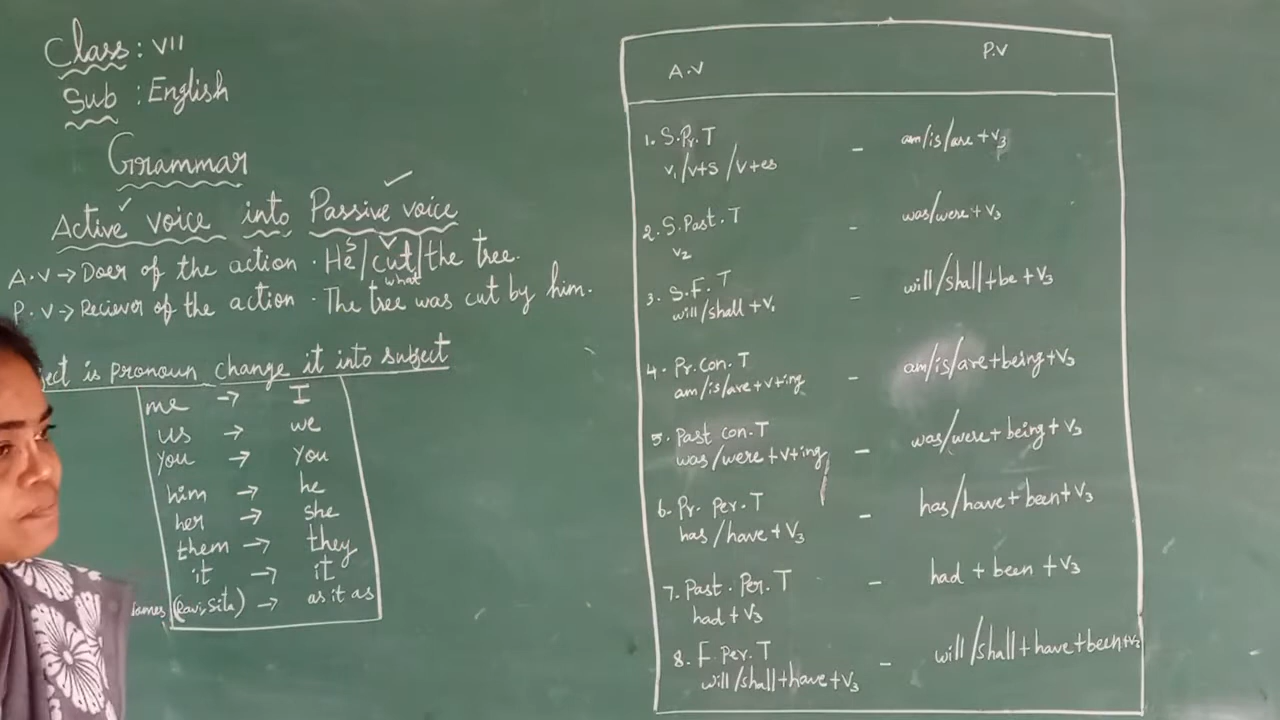 Class : VII
Sub : English
Grammar
Active voice into Passive voice
A.V → Doer of the action . He/cut/the tree.
S V
what
P.V → Reciever of the action . The tree was cut by him.
is pronoun change it into subject
me → I
us → we
you → you
him → he
her → she
them → they
it → it
(Ravi, Sita) → as it as
A.V P.V
1. S.Pr.T – am/is/are + V3
V1/V+s/V+es
2. S.Past.T – was/were + V3
V2
3. S.F.T – will/shall + be + V3
will/shall + V1
4. Pr.Con.T – am/is/are + being + V3
am/is/are + v + ing
5. Past con.T – was/were + being + V3
was/were + v + ing
6. Pr. Per.T – has/have + been + V3
has/have + V3
7. Past. Per.T – had + been + V3
had + V3
8. F. Per.T – will/shall + have + been + V3
will/shall + have + V3